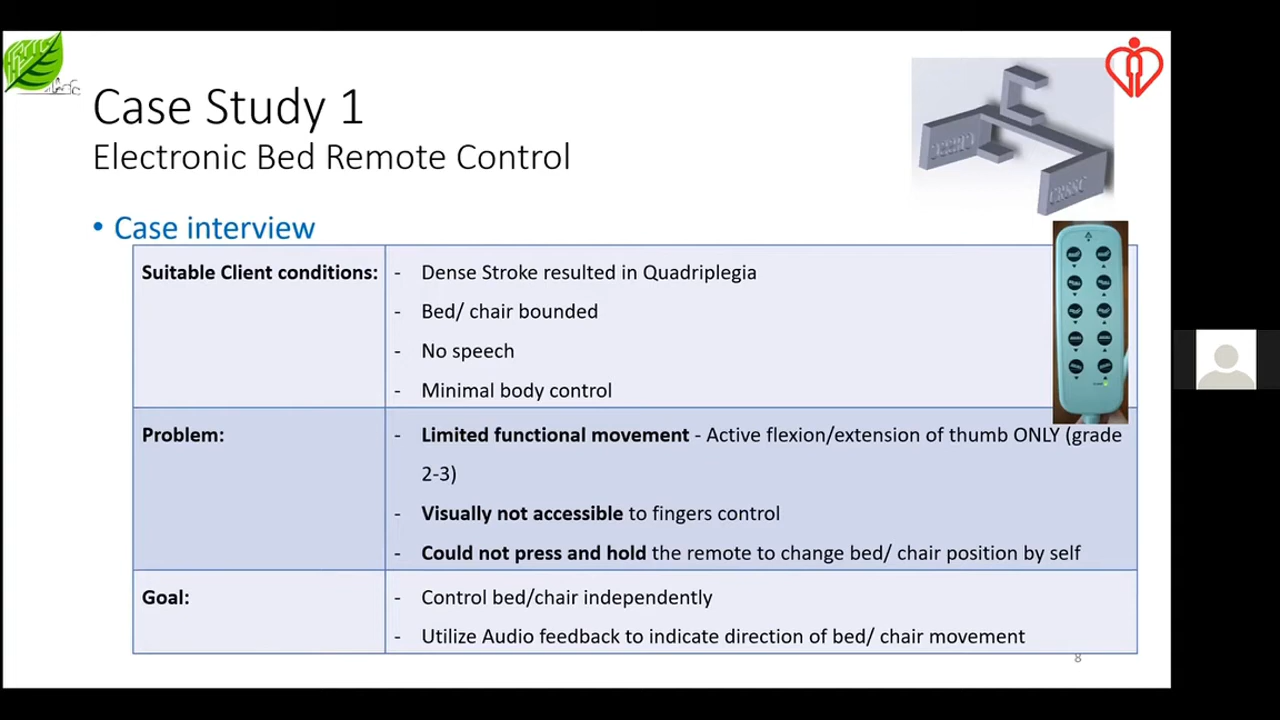 Case Study 1
Electronic Bed Remote Control
• Case interview
Suitable Client conditions:
- Dense Stroke resulted in Quadriplegia
- Bed/ chair bounded
- No speech
- Minimal body control
Problem:
- Limited functional movement - Active flexion/extension of thumb ONLY (grade
2-3)
- Visually not accessible to fingers control
- Could not press and hold the remote to change bed/ chair position by self
Goal:
- Control bed/chair independently
- Utilize Audio feedback to indicate direction of bed/ chair movement
8